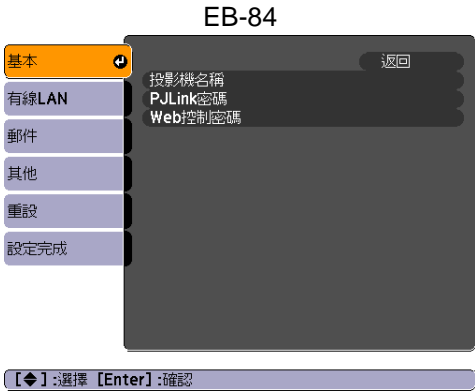 EB-84
基本
有線LAN
郵件
其他
重設
設定完成
返回
投影機名稱
PJLink密碼
Web控制密碼
[◆]:選擇 [Enter]:確認